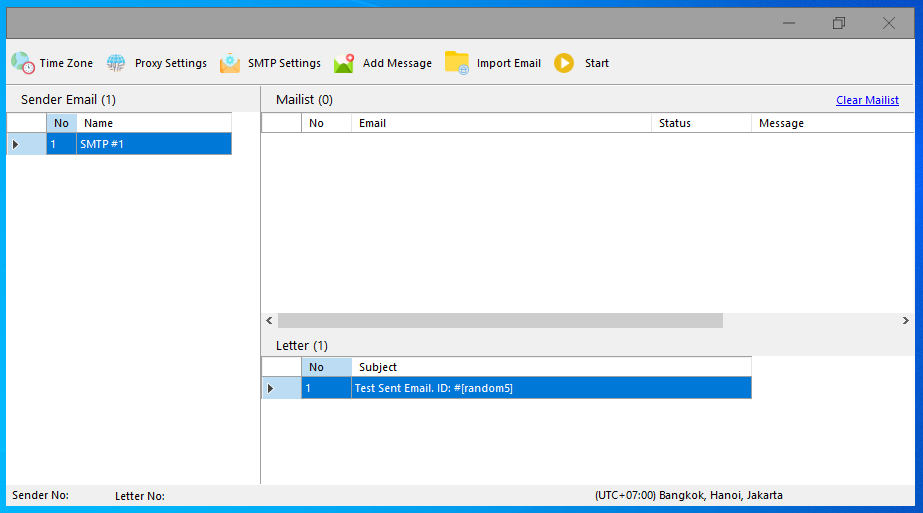 Time Zone Proxy Settings SMTP Settings Add Message Import Email Start
Sender Email (1)
No Name
1 SMTP #1
Mailist (0) Clear Mailist
No Email Status Message
Letter (1)
No Subject
1 Test Sent Email. ID: #[random5]
Sender No: Letter No: (UTC+07:00) Bangkok, Hanoi, Jakarta